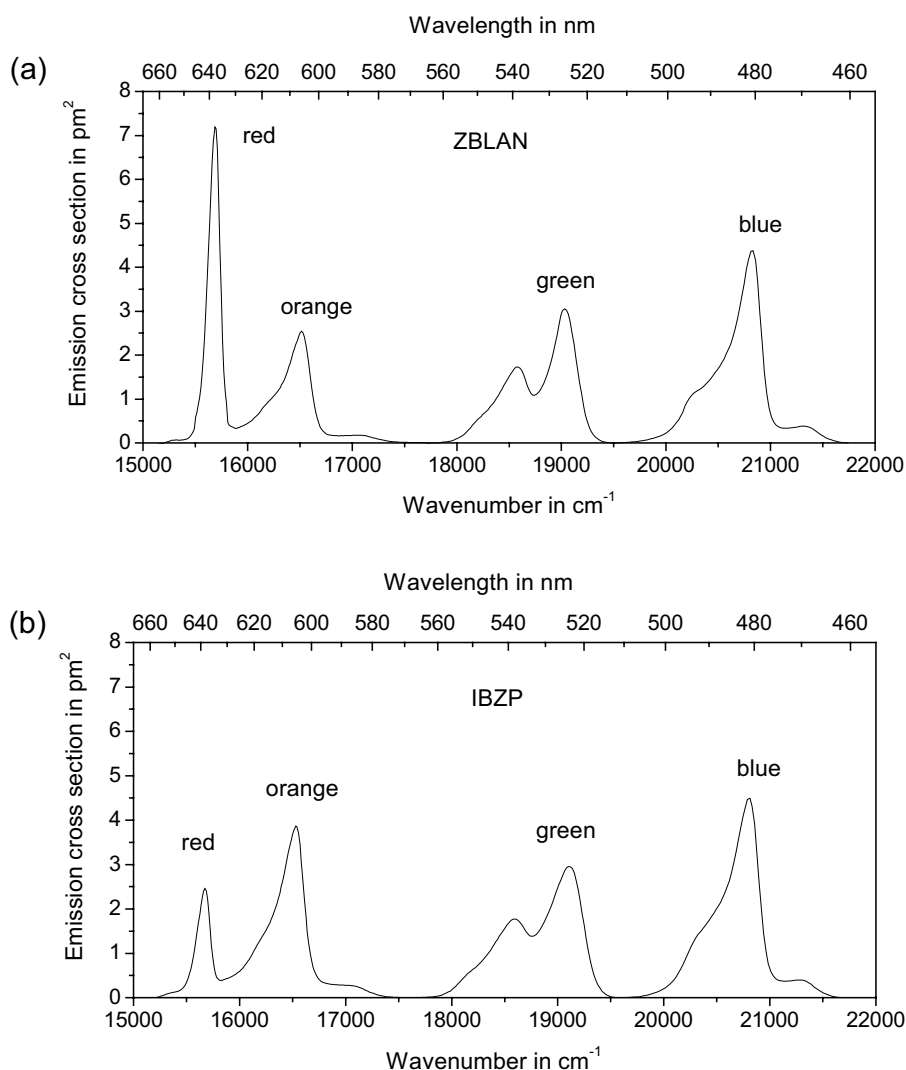 Wavelength in nm
(a)
660 640 620 600 580 560 540 520 500 480 460
8
7
6
5
4
3
2
1
0
Emission cross section in pm²
red
orange
ZBLAN
green
blue
15000 16000 17000 18000 19000 20000 21000 22000
Wavenumber in cm⁻¹
Wavelength in nm
(b)
660 640 620 600 580 560 540 520 500 480 460
8
7
6
5
4
3
2
1
0
Emission cross section in pm²
red
orange
IBZP
green
blue
15000 16000 17000 18000 19000 20000 21000 22000
Wavenumber in cm⁻¹